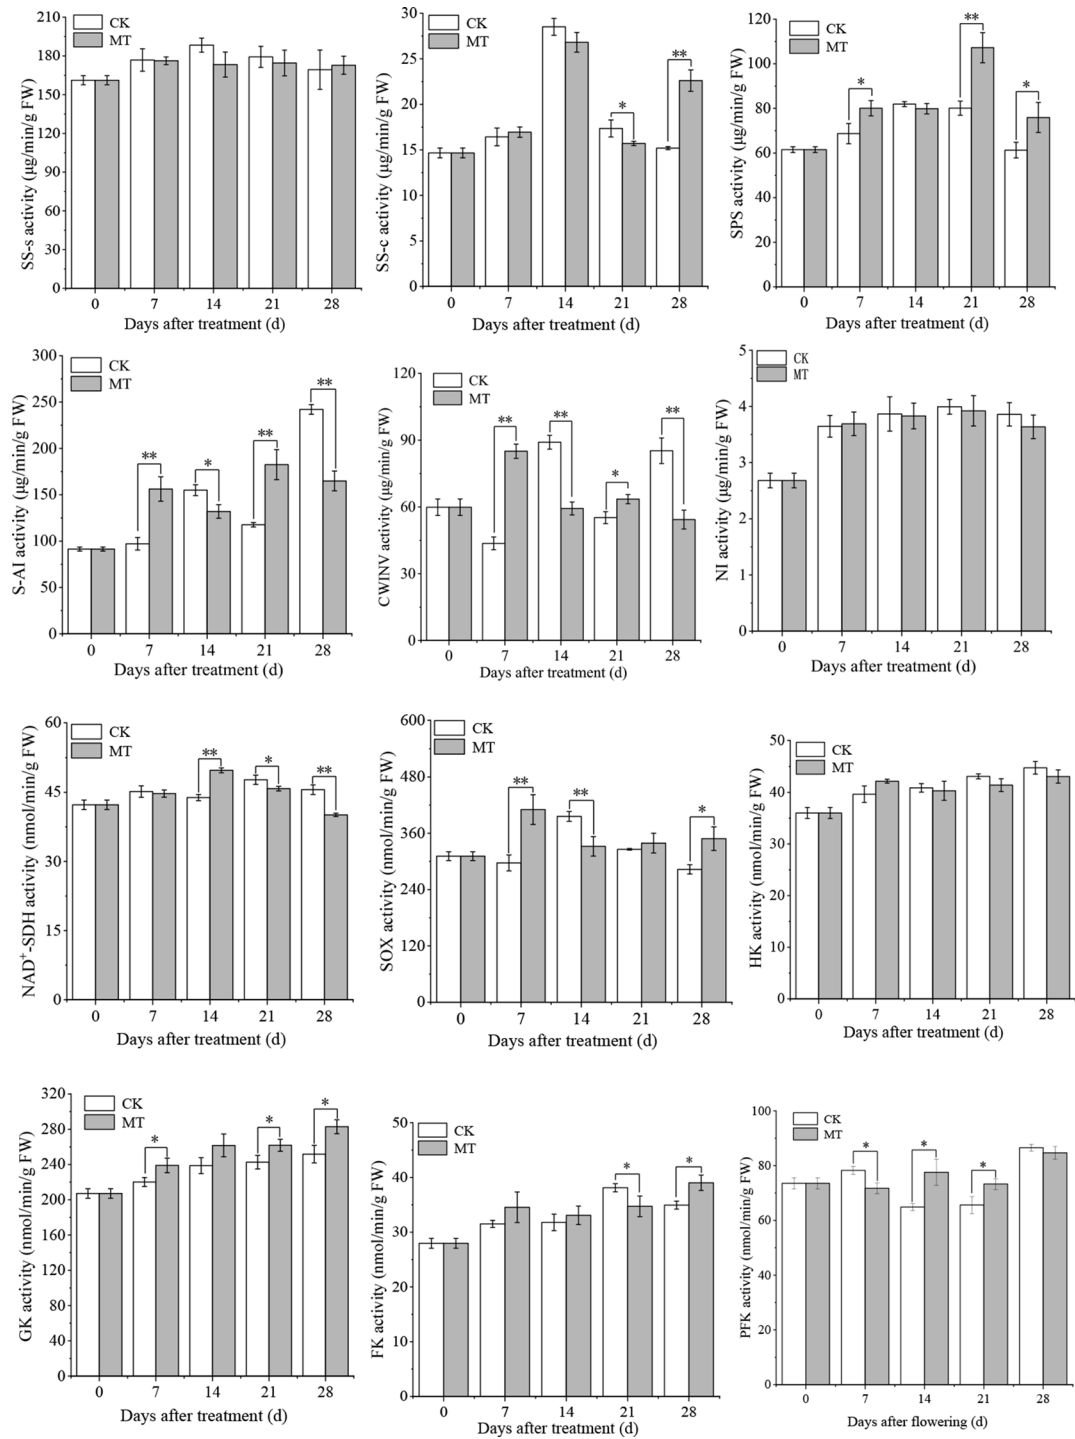 SS-s activity (μg/min/g FW)
210
180
150
120
90
60
30
0
CK
MT
0 7 14 21 28
Days after treatment (d)
SS-c activity (μg/min/g FW)
30
25
20
15
10
5
0
CK
MT
*
**
0 7 14 21 28
Days after treatment (d)
SPS activity (μg/min/g FW)
120
100
80
60
40
20
0
CK
MT
*
**
*
0 7 14 21 28
Days after treatment (d)
S-AI activity (μg/min/g FW)
300
250
200
150
100
50
0
CK
MT
**
*
**
**
0 7 14 21 28
Days after treatment (d)
CWINV activity (μg/min/g FW)
120
90
60
30
0
CK
MT
**
**
*
**
0 7 14 21 28
Days after treatment (d)
NI activity (μg/min/g FW)
5
4
3
2
1
0
CK
MT
0 7 14 21 28
Days after treatment (d)
NAD+-SDH activity (nmol/min/g FW)
60
45
30
15
0
CK
MT
**
*
**
0 7 14 21 28
Days after treatment (d)
SOX activity (nmol/min/g FW)
600
480
360
240
120
0
CK
MT
**
**
*
0 7 14 21 28
Days after treatment (d)
HK activity (nmol/min/g FW)
50
40
30
20
10
0
CK
MT
0 7 14 21 28
Days after treatment (d)
GK activity (nmol/min/g FW)
320
280
240
200
160
120
80
40
0
CK
MT
*
*
*
0 7 14 21 28
Days after treatment (d)
FK activity (nmol/min/g FW)
50
40
30
20
10
0
CK
MT
*
*
0 7 14 21 28
Days after treatment (d)
PFK activity (nmol/min/g FW)
100
80
60
40
20
0
CK
MT
*
*
*
0 7 14 21 28
Days after flowering (d)